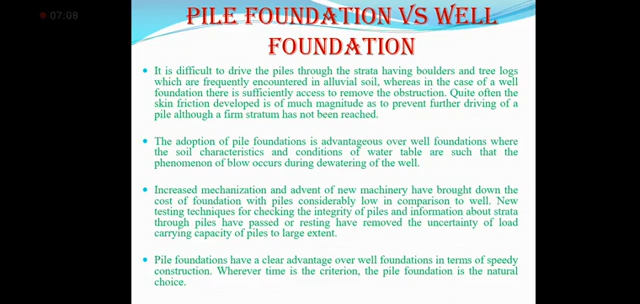 07:08
PILE FOUNDATION VS WELL
FOUNDATION
• It is difficult to drive the piles through the strata having boulders and tree logs
which are frequently encountered in alluvial soil, whereas in the case of a well
foundation there is sufficiently access to remove the obstruction. Quite often the
skin friction developed is of much magnitude as to prevent further driving of a
pile although a firm stratum has not been reached.
• The adoption of pile foundations is advantageous over well foundations where
the soil characteristics and conditions of water table are such that the
phenomenon of blow occurs during dewatering of the well.
• Increased mechanization and advent of new machinery have brought down the
cost of foundation with piles considerably low in comparison to well. New
testing techniques for checking the integrity of piles and information about strata
through piles have passed or resting have removed the uncertainty of load
carrying capacity of piles to large extent.
• Pile foundations have a clear advantage over well foundations in terms of speedy
construction. Wherever time is the criterion, the pile foundation is the natural
choice.